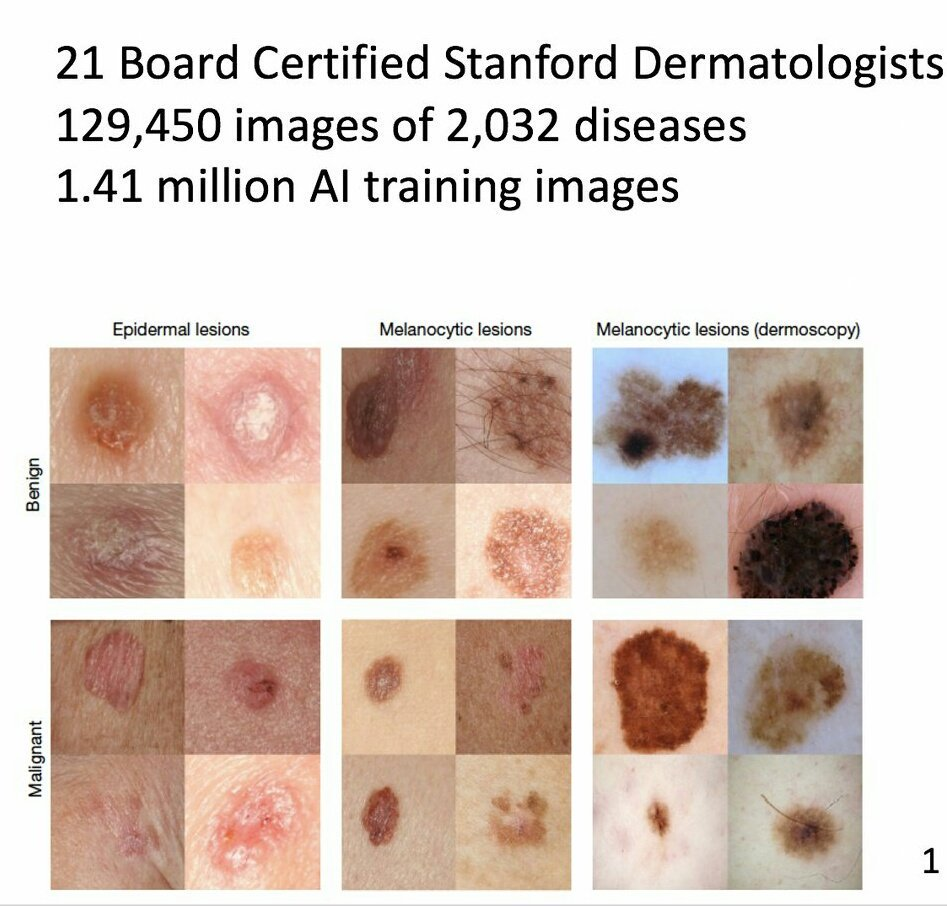 21 Board Certified Stanford Dermatologists
129,450 images of 2,032 diseases
1.41 million AI training images
Epidermal lesions
Melanocytic lesions
Melanocytic lesions (dermoscopy)
Benign
Malignant
1